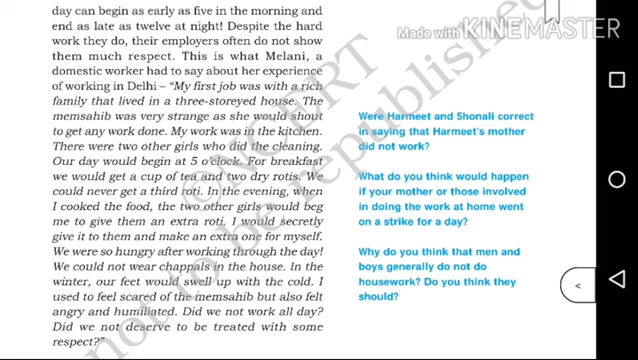 day can begin as early as five in the morning and
end as late as twelve at night! Despite the hard
work they do, their employers often do not show
them much respect. This is what Melani, a
domestic worker had to say about her experience
of working in Delhi – "My first job was with a rich
family that lived in a three-storeyed house. The
memsahib was very strange as she would shout
to get any work done. My work was in the kitchen.
There were two other girls who did the cleaning.
Our day would begin at 5 o'clock. For breakfast
we would get a cup of tea and two dry rotis. We
could never get a third roti. In the evening, when
I cooked the food, the two other girls would beg
me to give them an extra roti. I would secretly
give it to them and make an extra one for myself.
We were so hungry after working through the day!
We could not wear chappals in the house. In the
winter, our feet would swell up with the cold. I
used to feel scared of the memsahib but also felt
angry and humiliated. Did we not work all day?
Did we not deserve to be treated with some
respect?"
Were Harmeet and Shonali correct
in saying that Harmeet's mother
did not work?
What do you think would happen
if your mother or those involved
in doing the work at home went
on a strike for a day?
Why do you think that men and
boys generally do not do
housework? Do you think they
should?
Made with KINEMASTER
© NCERT
not to be republished